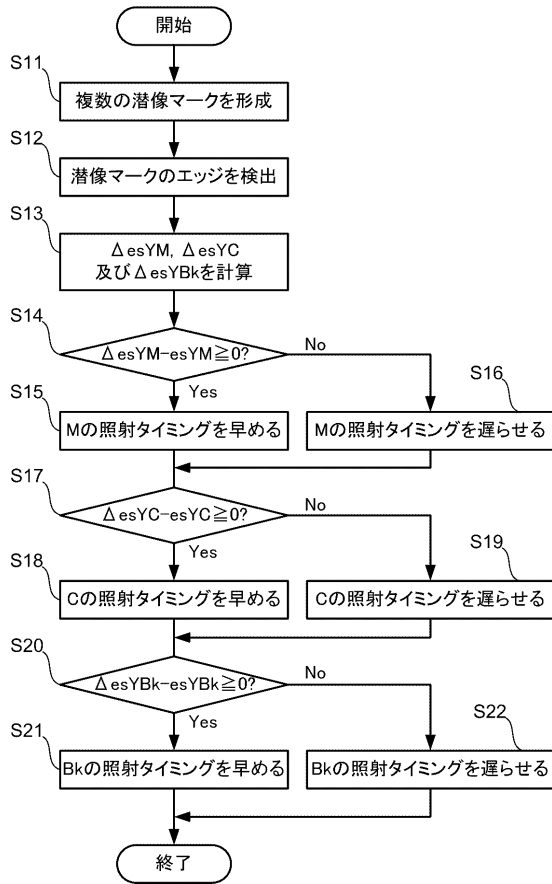 開始
S11
複数の潜像マークを形成
S12
潜像マークのエッジを検出
S13
ΔesYM, ΔesYC
及びΔesYBkを計算
S14
ΔesYM-esYM≧0?
No
Yes
S15
Mの照射タイミングを早める
S16
Mの照射タイミングを遅らせる
S17
ΔesYC-esYC≧0?
No
Yes
S18
Cの照射タイミングを早める
S19
Cの照射タイミングを遅らせる
S20
ΔesYBk-esYBk≧0?
No
Yes
S21
Bkの照射タイミングを早める
S22
Bkの照射タイミングを遅らせる
終了